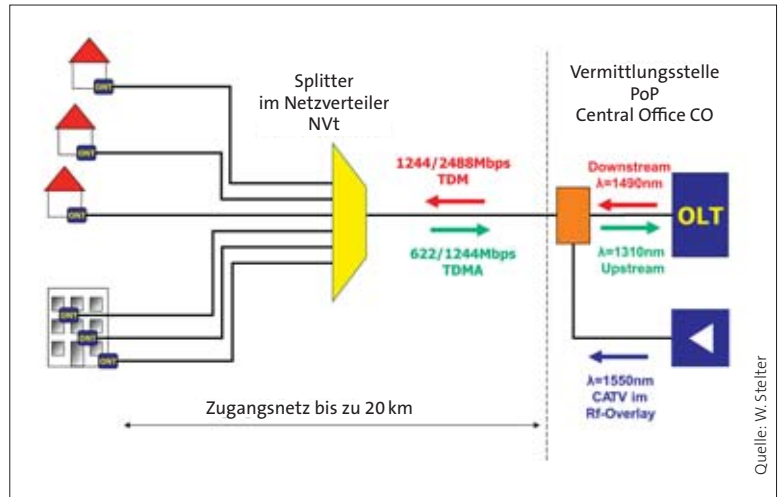 ONT
Splitter
im Netzverteiler
NVt
Vermittlungsstelle
PoP
Central Office CO
ONT
ONT
1244/2488Mbps
TDM
622/1244Mbps
TDMA
Downstream
λ=1490nm
λ=1310nm
Upstream
OLT
ONT
ONT
ONT
λ=1550nm
CATV im
Rf-Overlay
Zugangsnetz bis zu 20 km
Quelle: W. Stelter